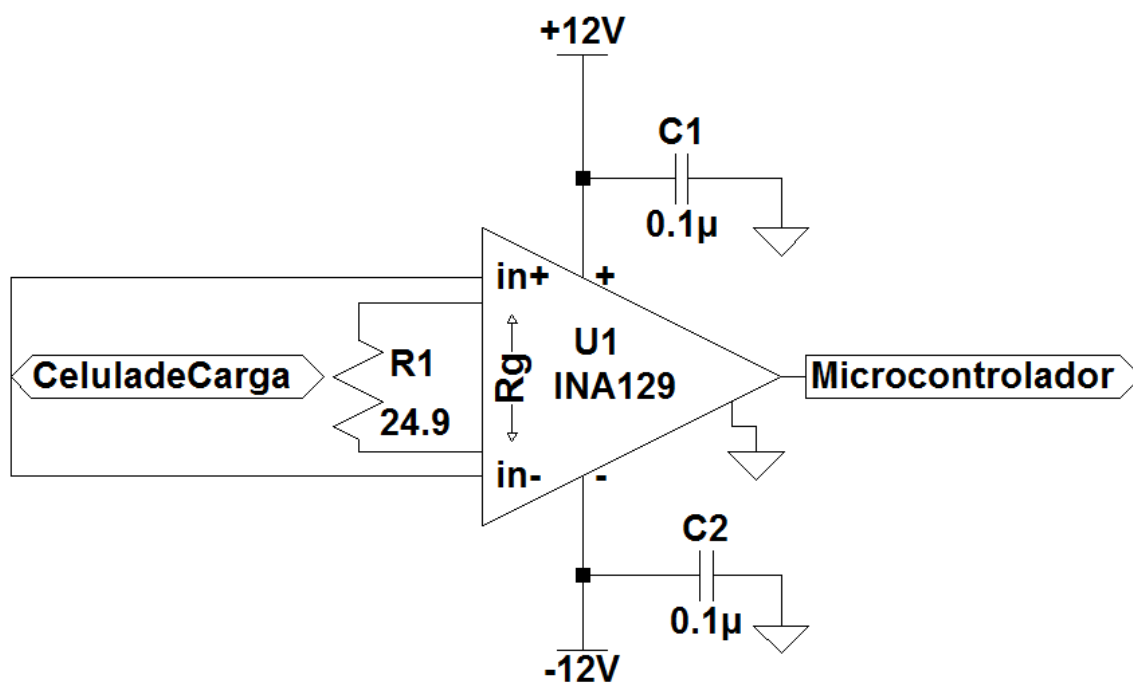 +12V
C1
0.1µ
in+
+
CeluladeCarga
R1
24.9
Rg
U1
INA129
Microcontrolador
in-
-
C2
0.1µ
-12V